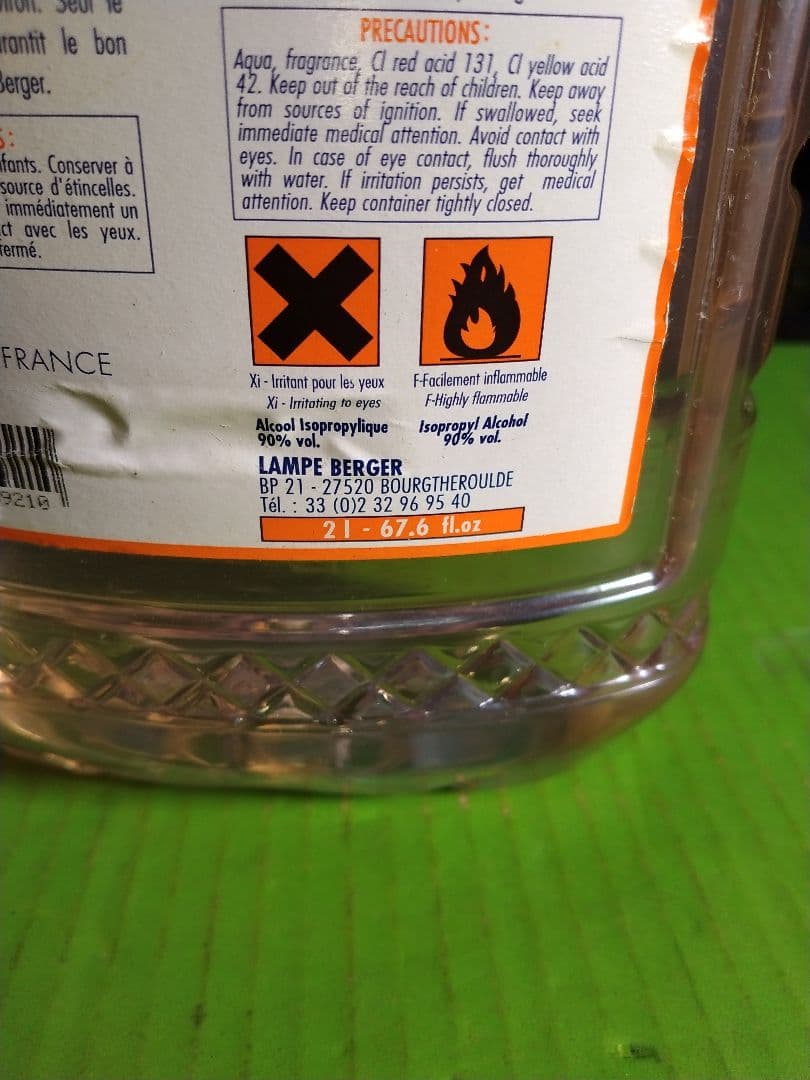 le
rantit le bon
Berger.
S:
fants. Conserver à
source d'étincelles.
immédiatement un
ct avec les yeux.
fermé.
FRANCE
9210
PRECAUTIONS:
Aqua, fragrance, CI red acid 131, CI yellow acid
42. Keep out of the reach of children. Keep away
from sources of ignition. If swallowed, seek
immediate medical attention. Avoid contact with
eyes. In case of eye contact, flush thoroughly
with water. If irritation persists, get medical
attention. Keep container tightly closed.
Xi - Irritant pour les yeux
Xi - Irritating to eyes
Alcool Isopropylique
90% vol.
F-Facilement inflammable
F-Highly flammable
Isopropyl Alcohol
90% vol.
LAMPE BERGER
BP 21 - 27520 BOURGTHEROULDE
Tél. : 33 (0)2 32 96 95 40
2 l - 67.6 fl.oz